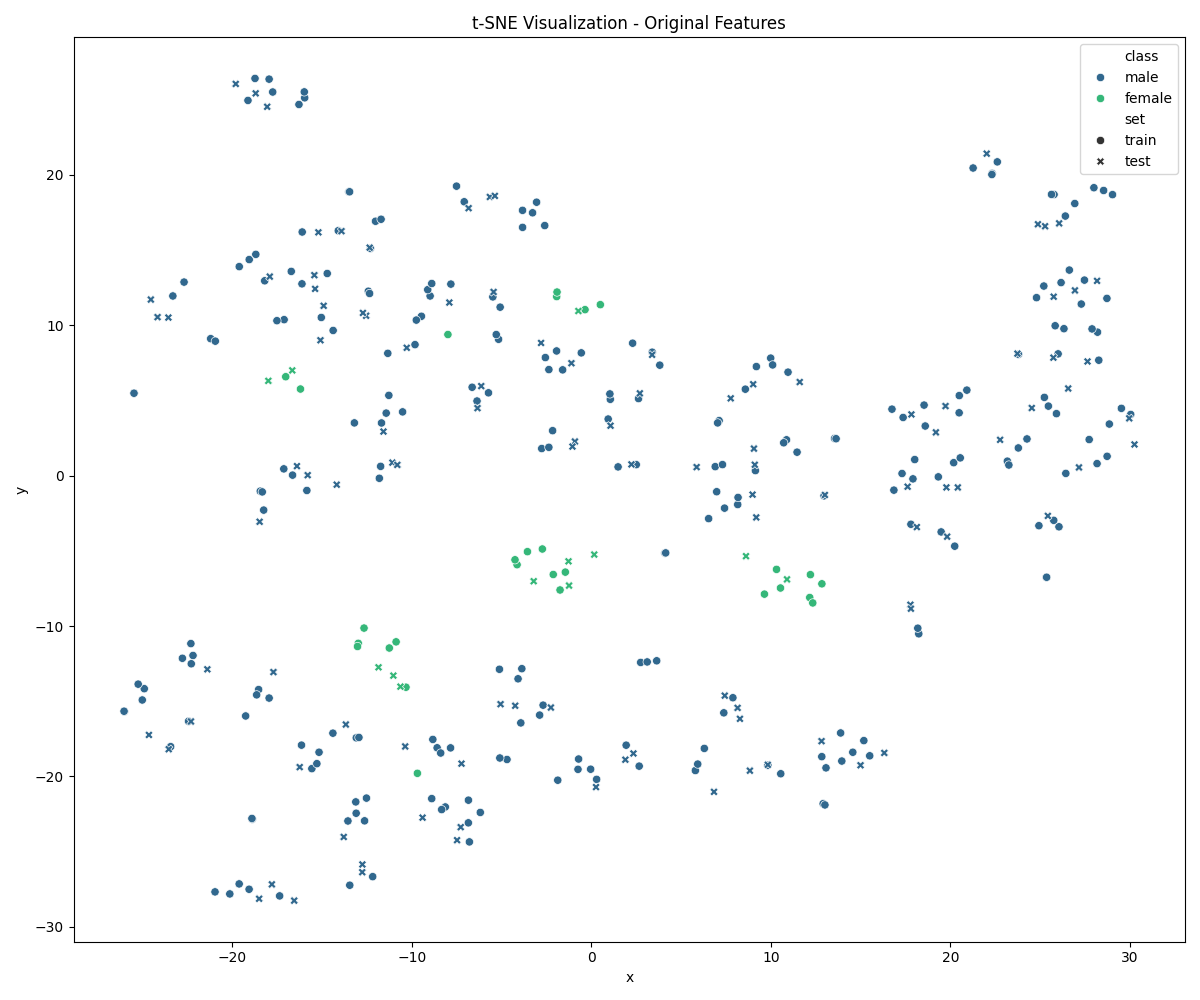 t-SNE Visualization - Original Features
class
male
female
set
train
test
20
10
0
−10
−20
−30
y
−20
−10
0
10
20
30
x